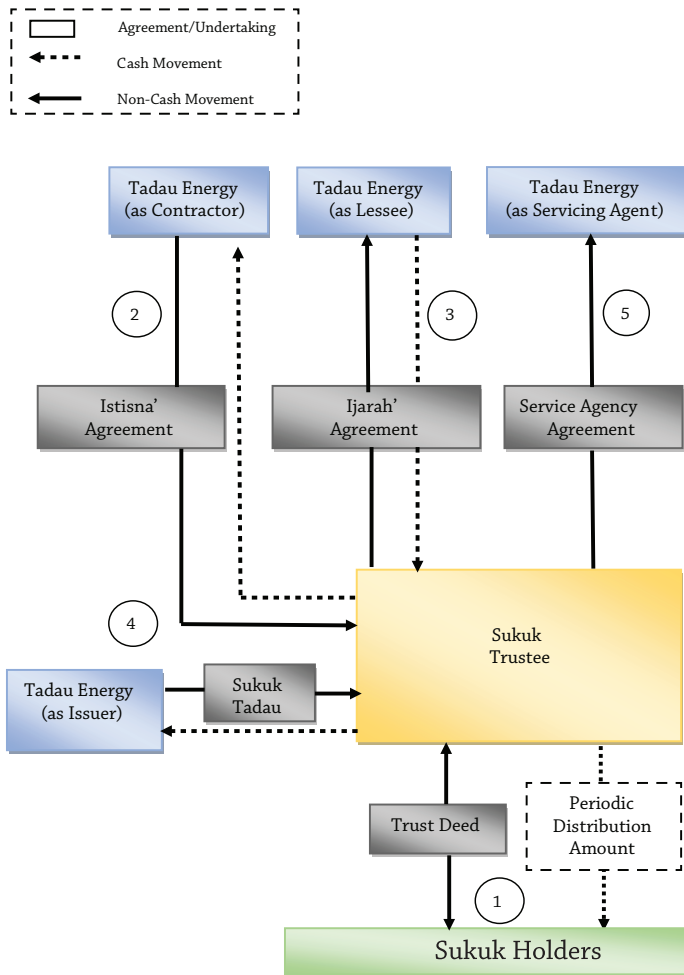 Agreement/Undertaking
Cash Movement
Non-Cash Movement
Tadau Energy
(as Contractor)
Tadau Energy
(as Lessee)
Tadau Energy
(as Servicing Agent)
2
3
5
Istisna’
Agreement
Ijarah’
Agreement
Service Agency
Agreement
4
Sukuk
Trustee
Tadau Energy
(as Issuer)
Sukuk
Tadau
Trust Deed
Periodic
Distribution
Amount
1
Sukuk Holders